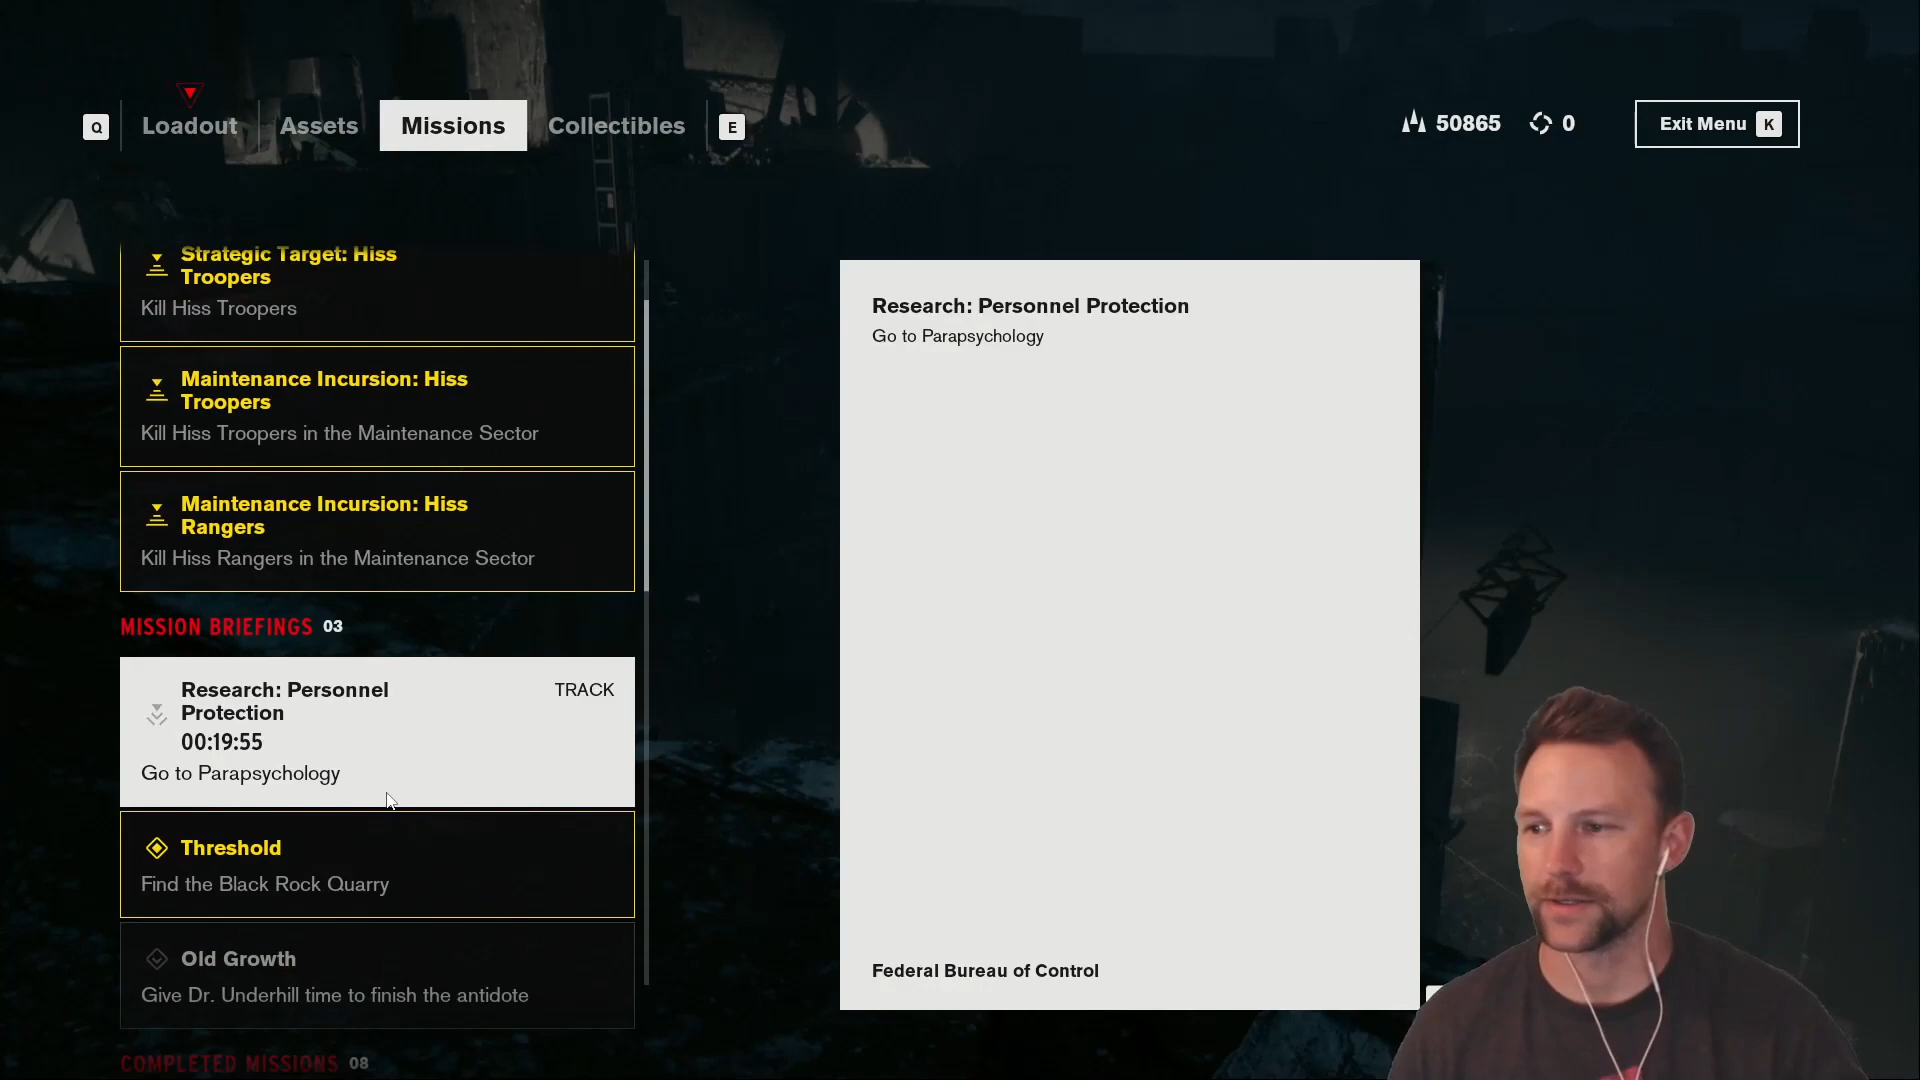 Q
Loadout
Assets
Missions
Collectibles
E
50865
0
Exit Menu K
Strategic Target: Hiss
Troopers
Kill Hiss Troopers
Maintenance Incursion: Hiss
Troopers
Kill Hiss Troopers in the Maintenance Sector
Maintenance Incursion: Hiss
Rangers
Kill Hiss Rangers in the Maintenance Sector
MISSION BRIEFINGS 03
Research: Personnel
Protection
TRACK
00:19:55
Go to Parapsychology
Threshold
Find the Black Rock Quarry
Old Growth
Give Dr. Underhill time to finish the antidote
COMPLETED MISSIONS 08
Research: Personnel Protection
Go to Parapsychology
Federal Bureau of Control